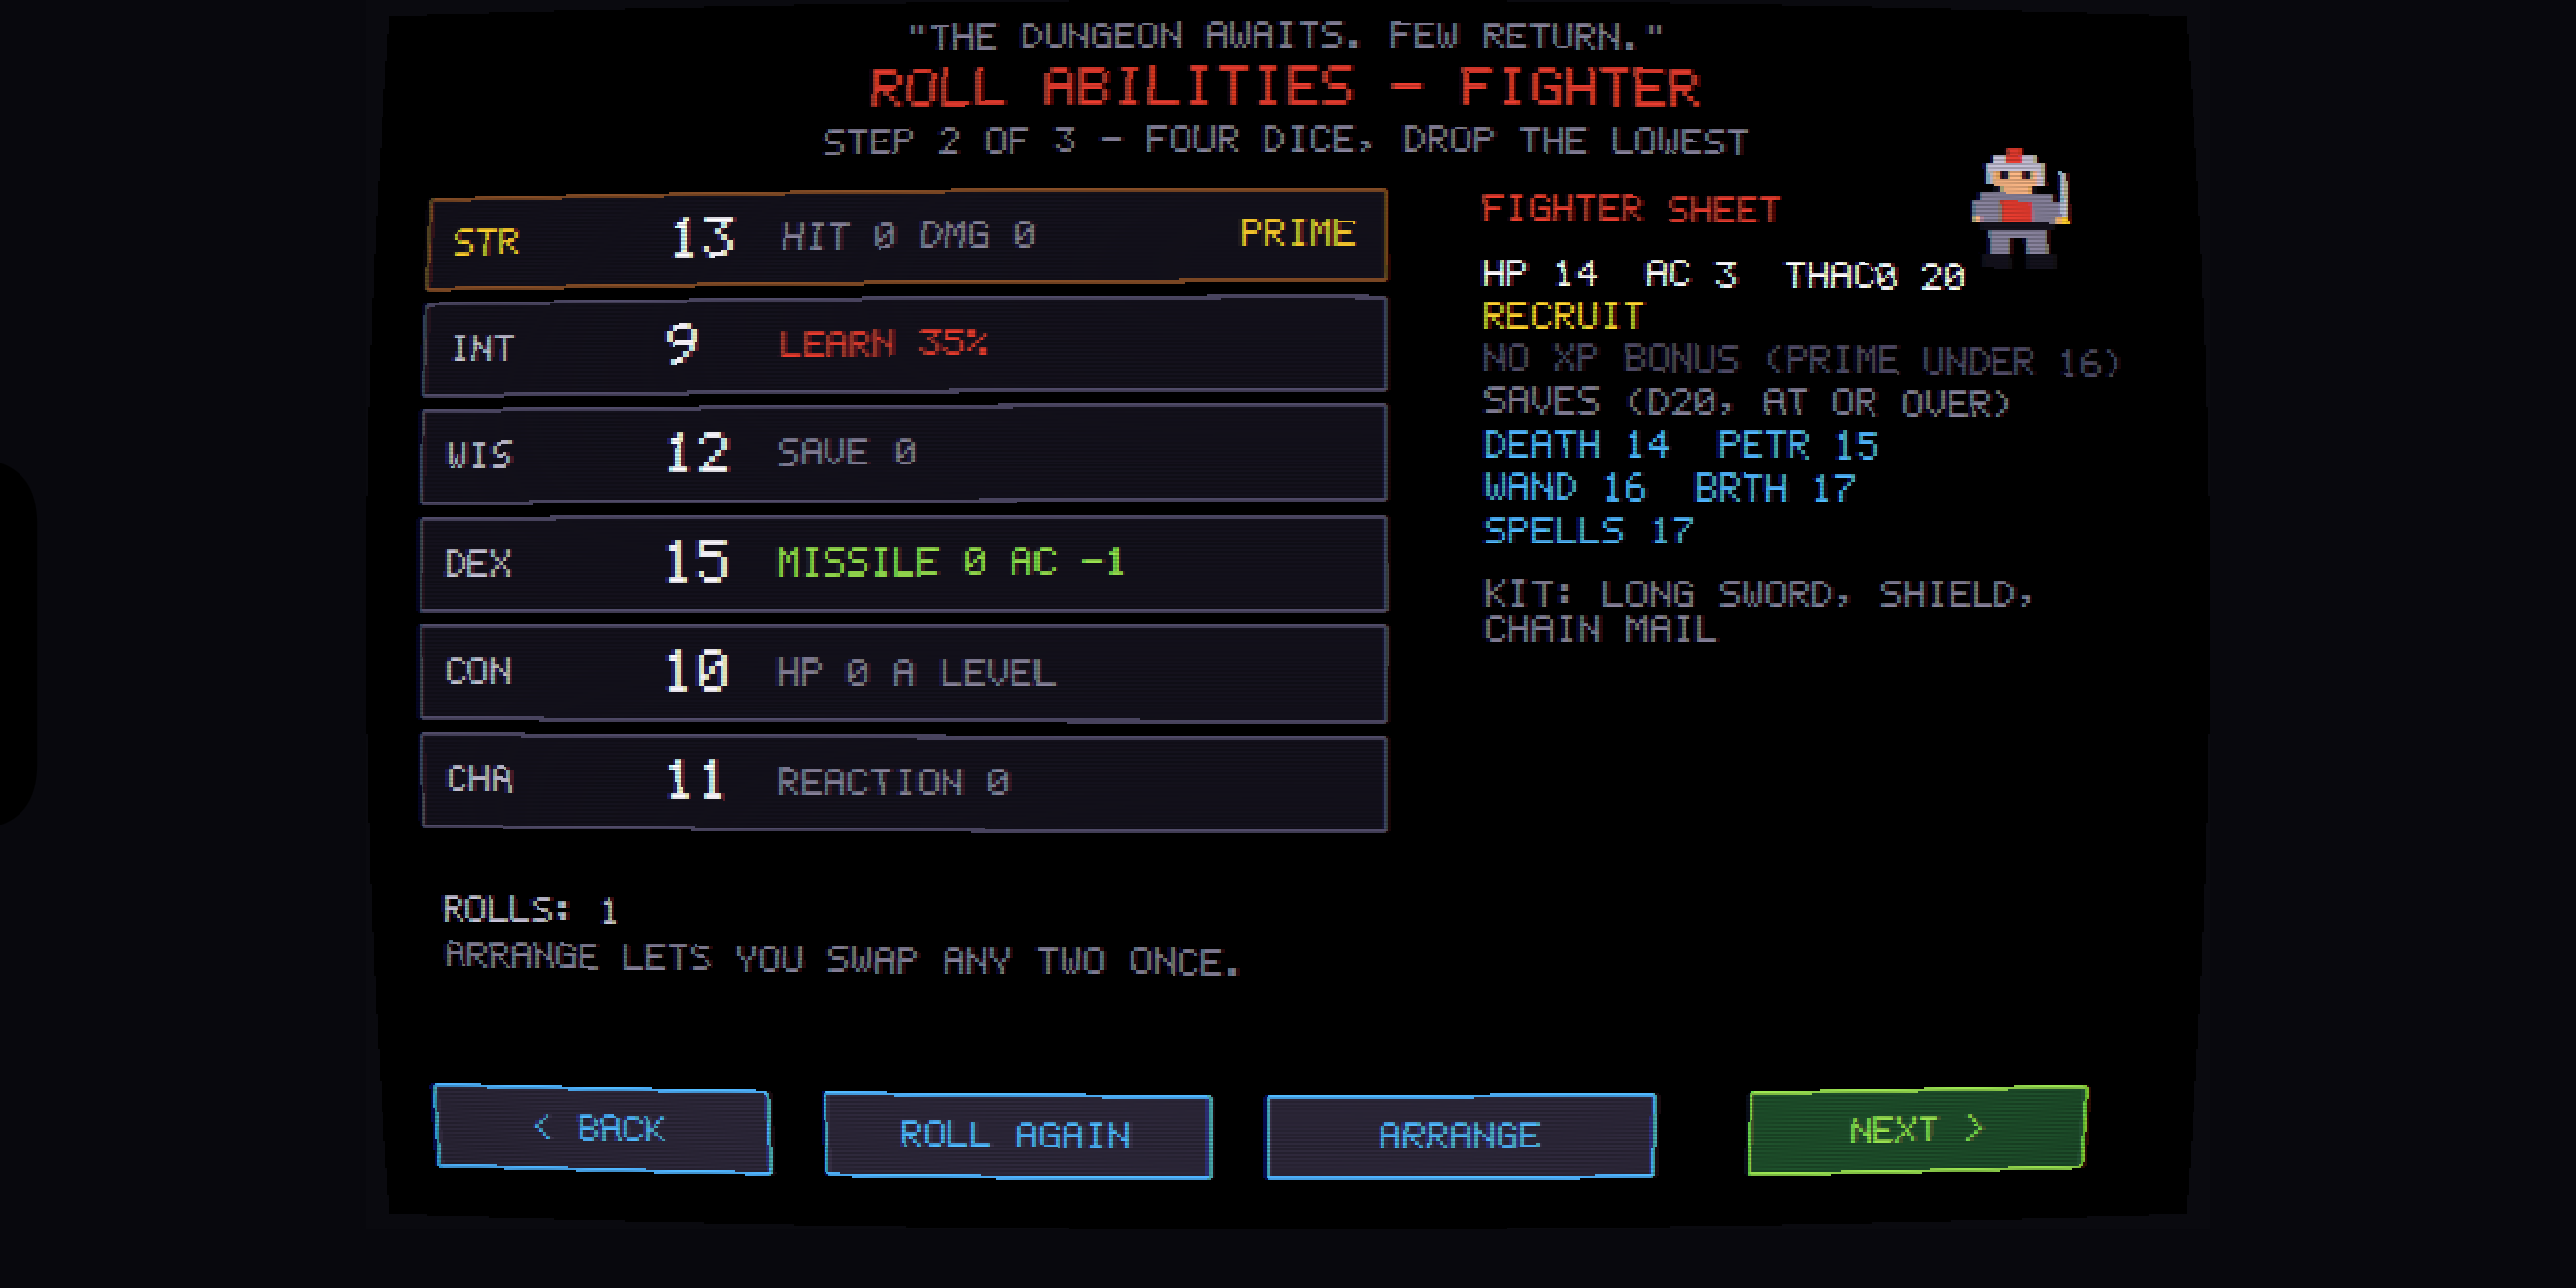 "THE DUNGEON AWAITS. FEW RETURN."
ROLL ABILITIES - FIGHTER
STEP 2 OF 3 - FOUR DICE, DROP THE LOWEST
STR 13 HIT 0 DMG 0 PRIME
INT 9 LEARN 35%
WIS 12 SAVE 0
DEX 15 MISSILE 0 AC -1
CON 10 HP 0 A LEVEL
CHA 11 REACTION 0
FIGHTER SHEET
HP 14 AC 3 THAC0 20
RECRUIT
NO XP BONUS (PRIME UNDER 16)
SAVES (D20, AT OR OVER)
DEATH 14 PETR 15
WAND 16 BRTH 17
SPELLS 17
KIT: LONG SWORD, SHIELD,
CHAIN MAIL
ROLLS: 1
ARRANGE LETS YOU SWAP ANY TWO ONCE.
< BACK
ROLL AGAIN
ARRANGE
NEXT >